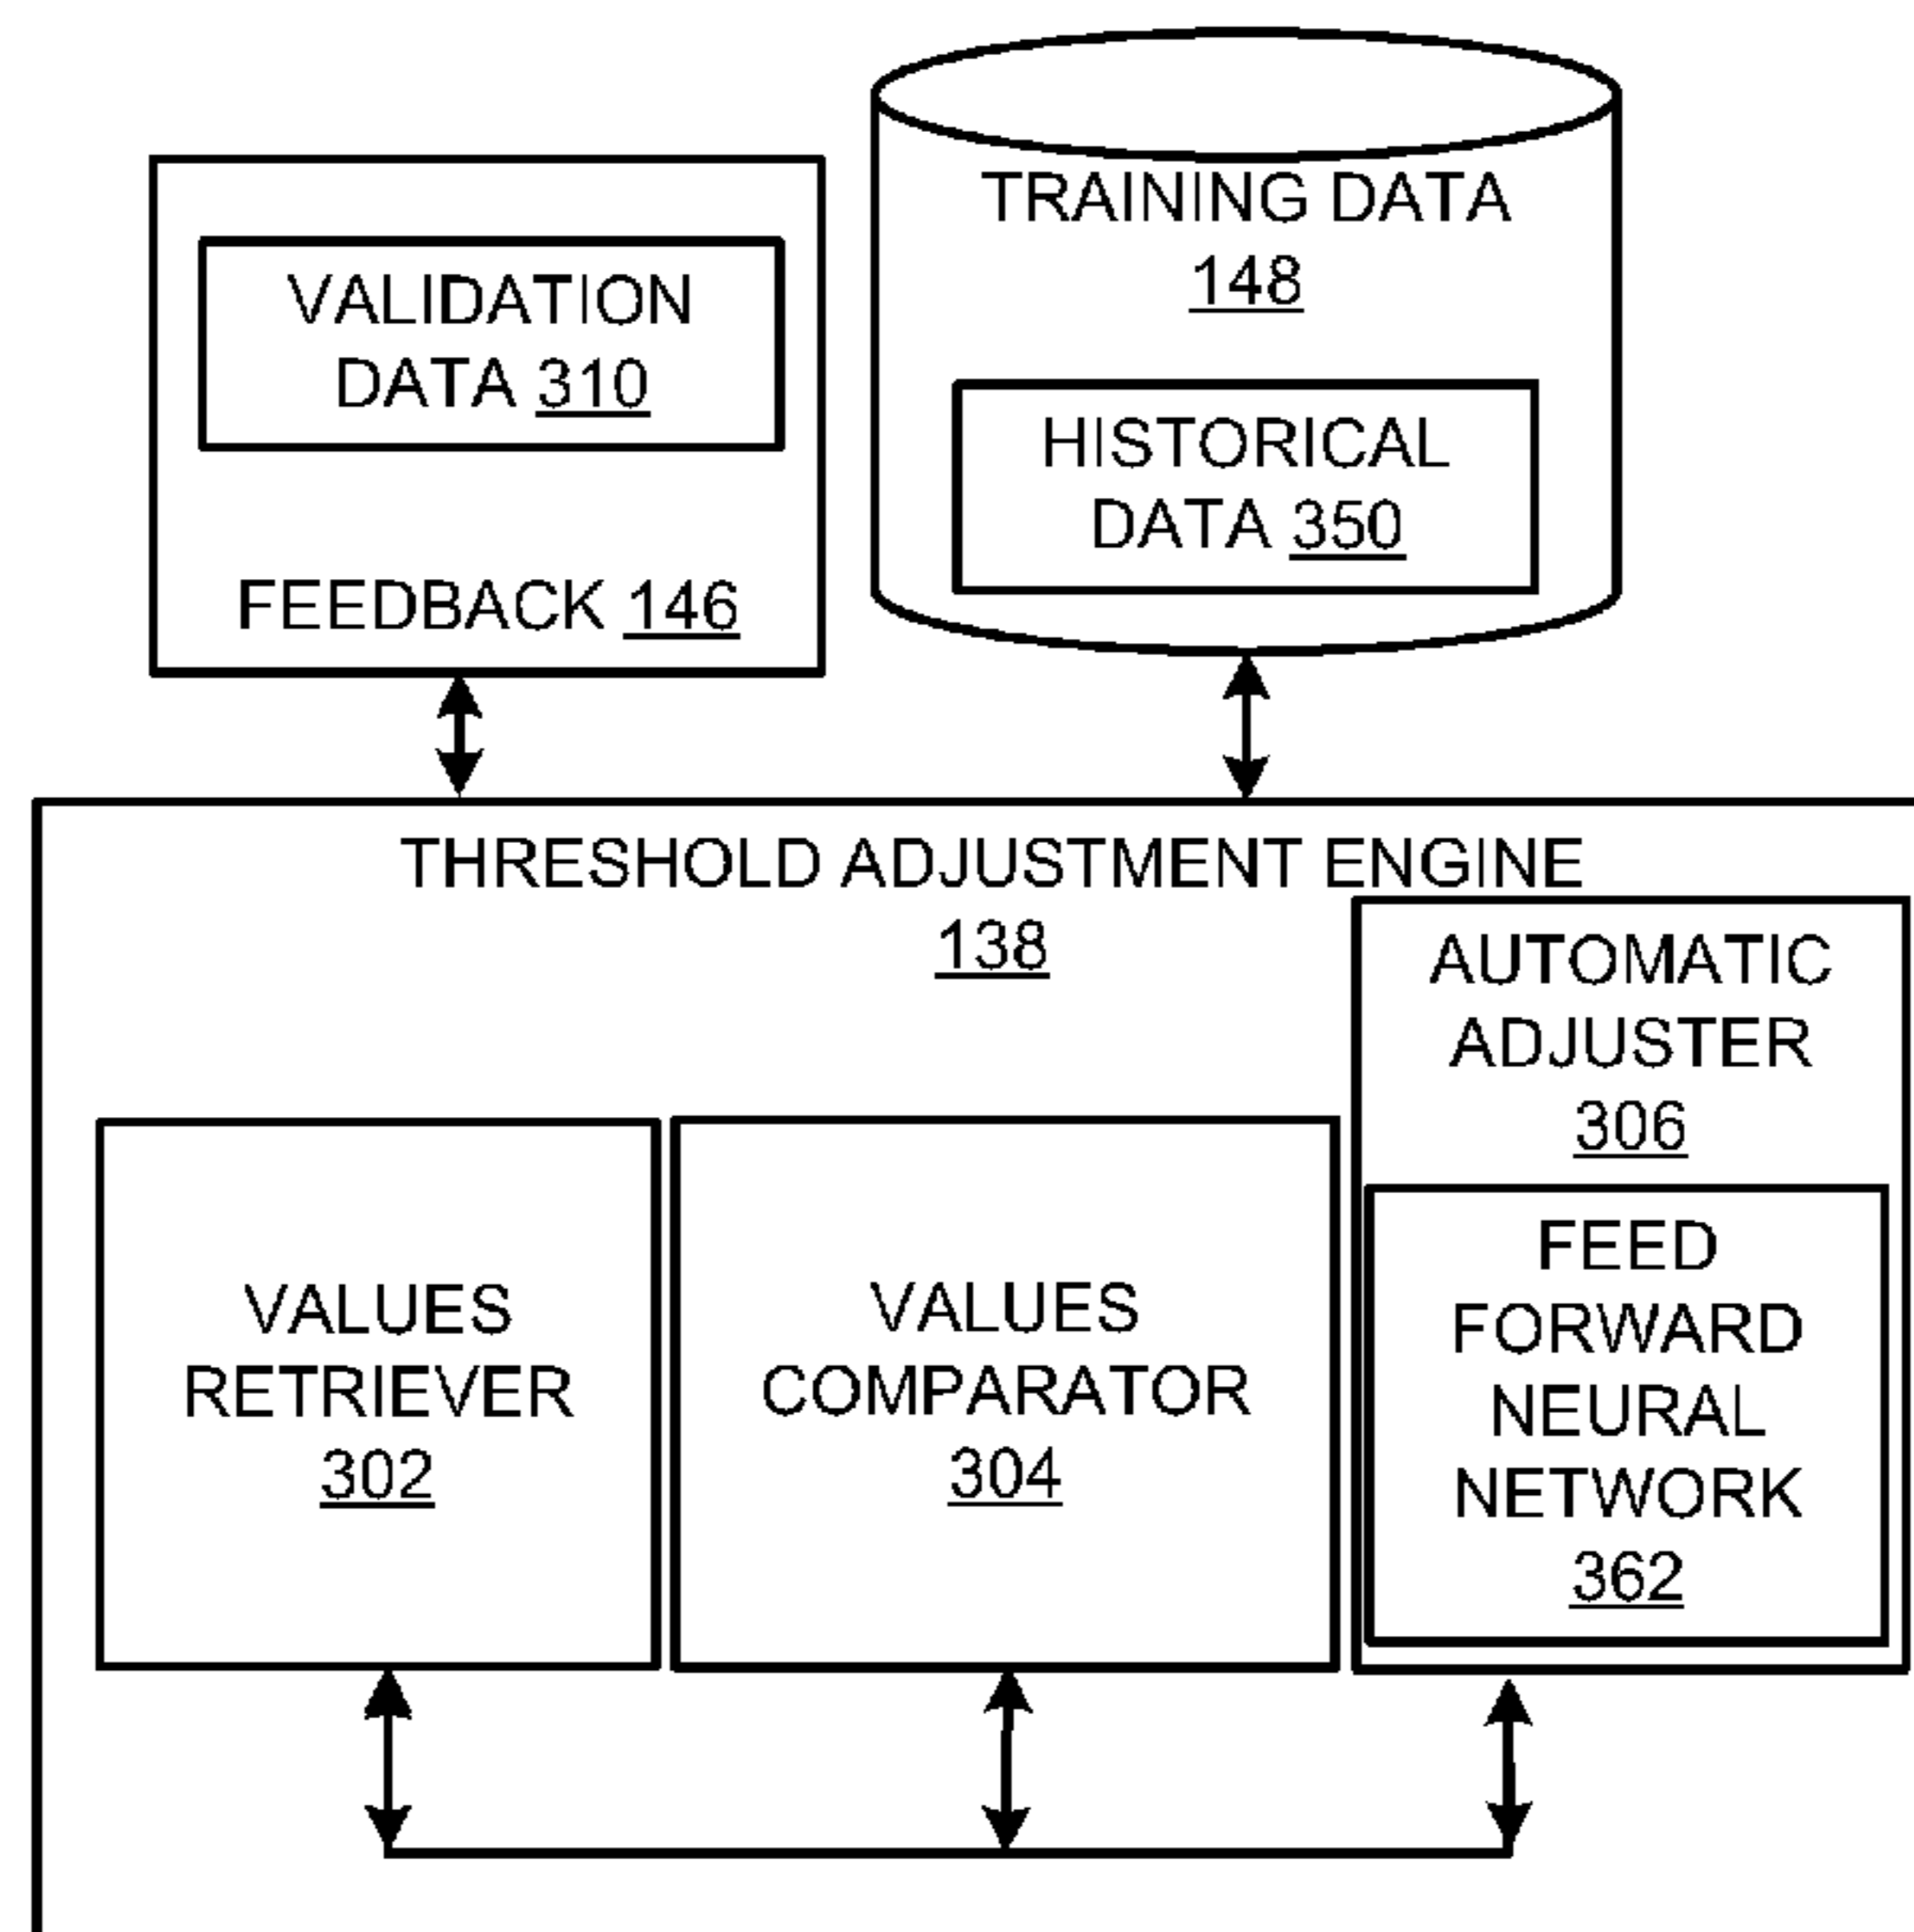 VALIDATION
DATA 310
FEEDBACK 146
TRAINING DATA
148
HISTORICAL
DATA 350
THRESHOLD ADJUSTMENT ENGINE
138
VALUES
RETRIEVER
302
VALUES
COMPARATOR
304
AUTOMATIC
ADJUSTER
306
FEED
FORWARD
NEURAL
NETWORK
362